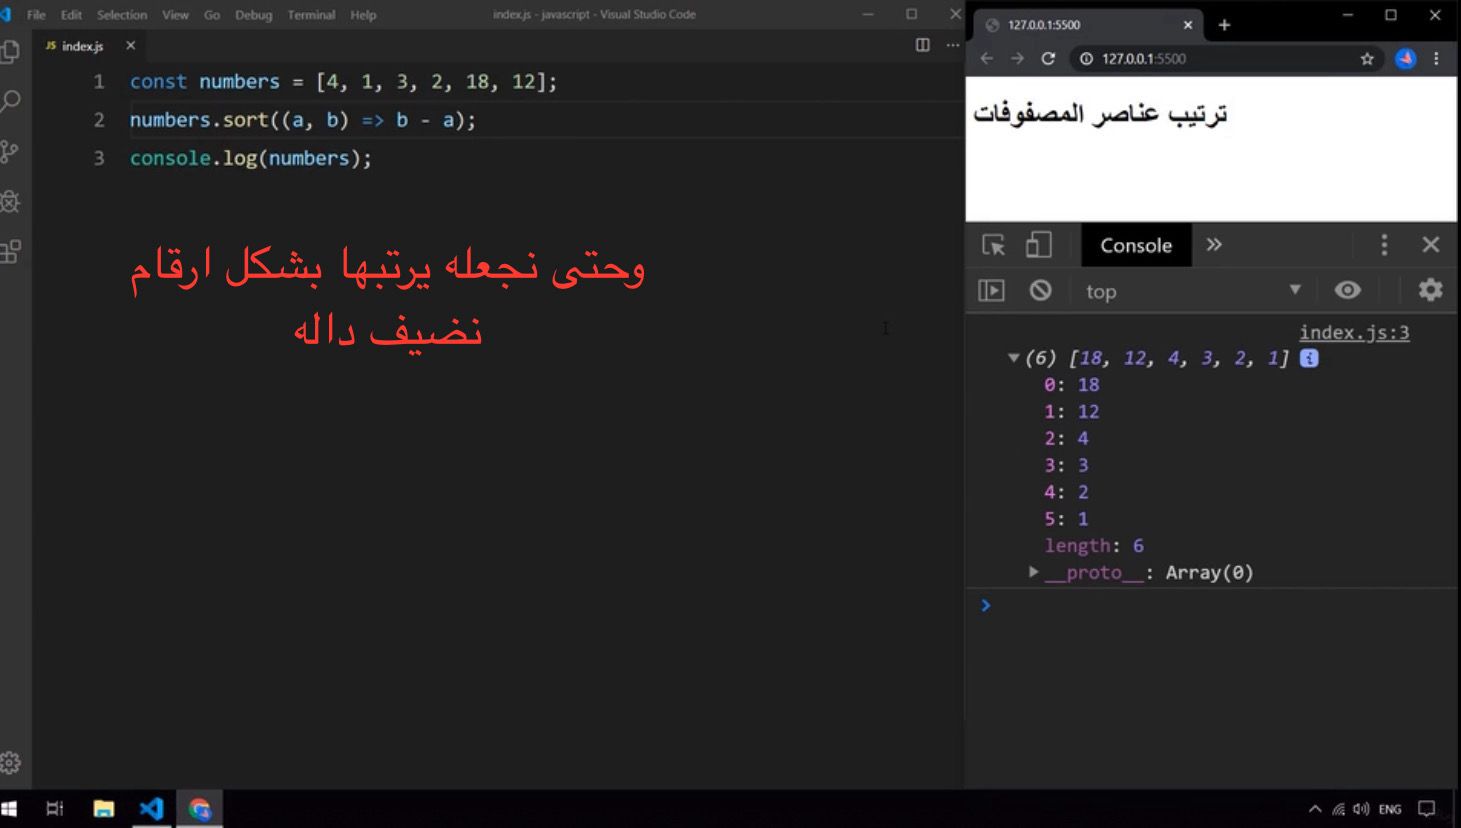 File Edit Selection View Go Debug Terminal Help
index.js - javascript - Visual Studio Code
JS index.js
1 const numbers = [4, 1, 3, 2, 18, 12];
2 numbers.sort((a, b) => b - a);
3 console.log(numbers);
وحتى نجعله يرتبها بشكل ارقام
نضيف داله
127.0.0.1:5500
127.0.0.1:5500
ترتيب عناصر المصفوفات
Console
top
index.js:3
(6) [18, 12, 4, 3, 2, 1]
0: 18
1: 12
2: 4
3: 3
4: 2
5: 1
length: 6
__proto__: Array(0)
ENG